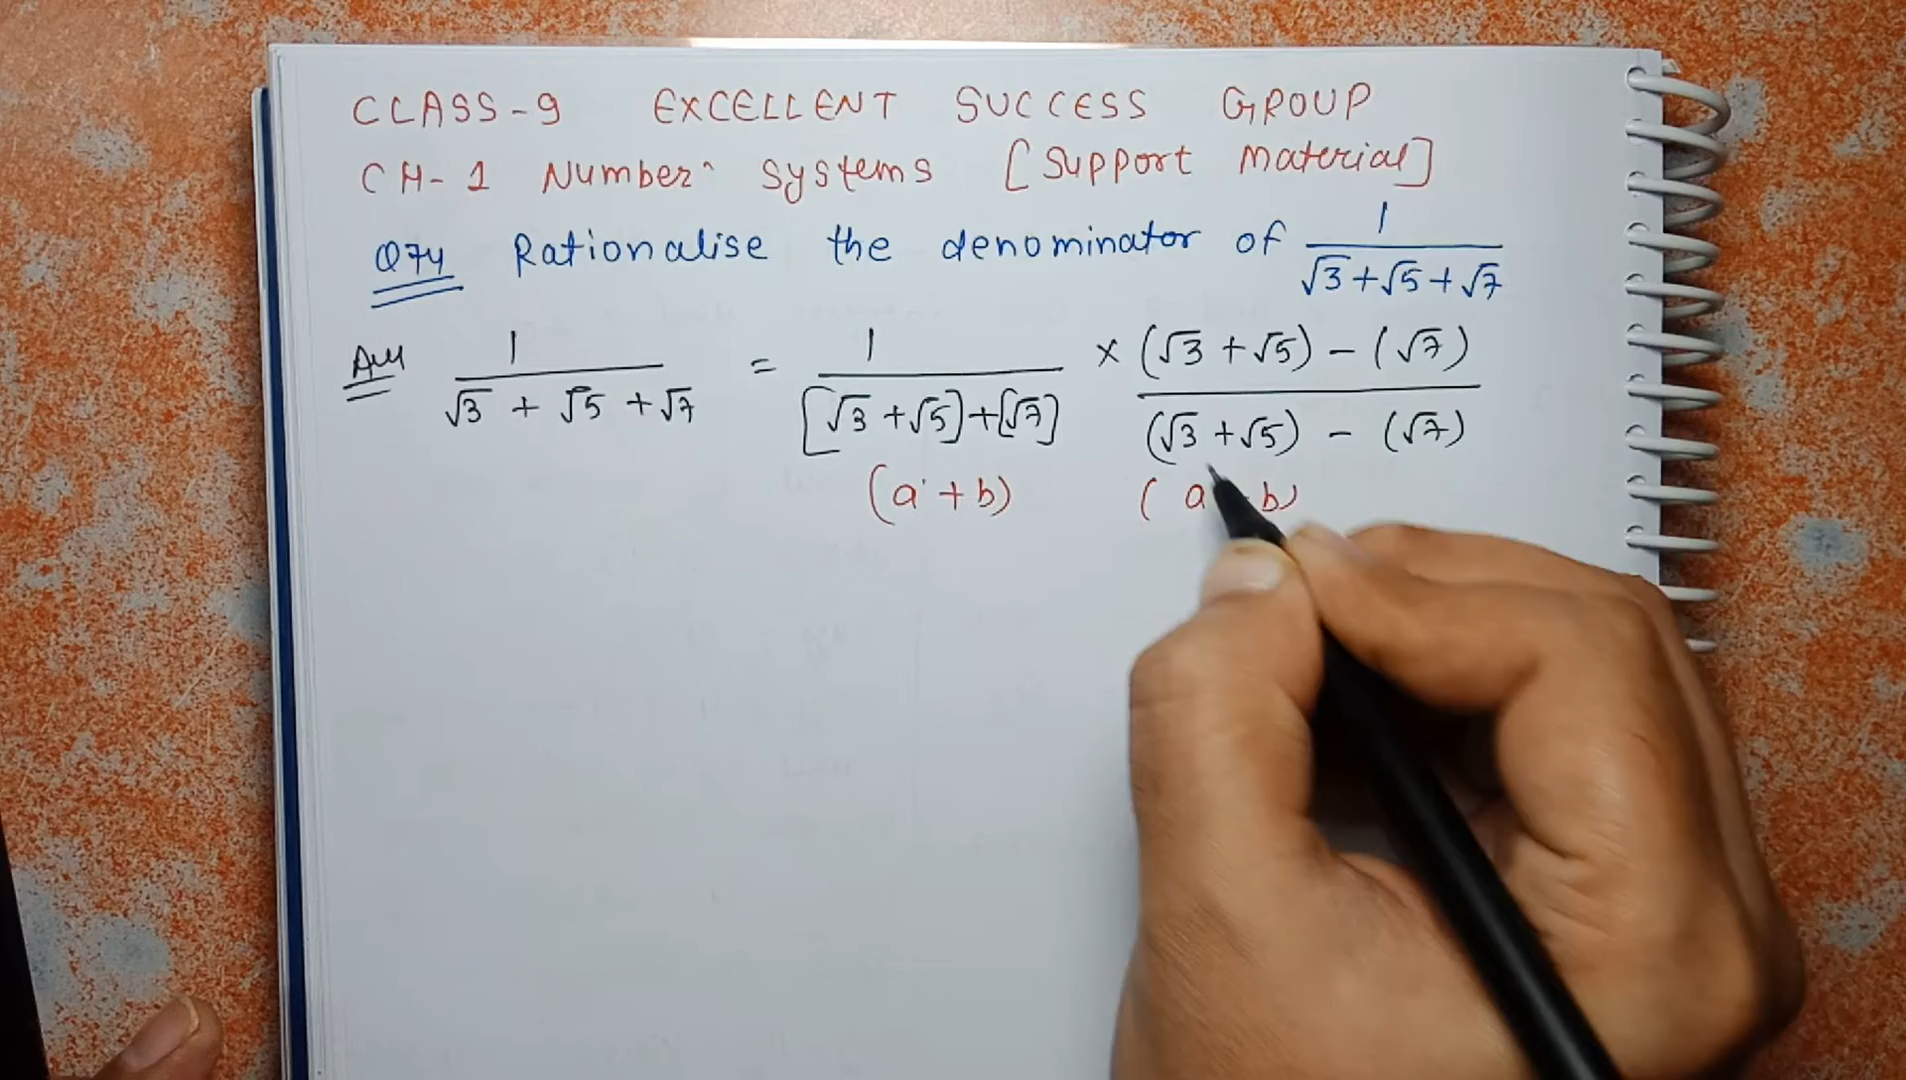 CLASS-9 EXCELLENT SUCCESS GROUP
CH-1 Number Systems [Support Material]
Q74 Rationalise the denominator of 1/(√3+√5+√7)
Ans 1/(√3 + √5 + √7) = 1/([√3+√5]+[√7]) × ((√3+√5)-(√7))/((√3+√5) - (√7))
(a+b) (a b)